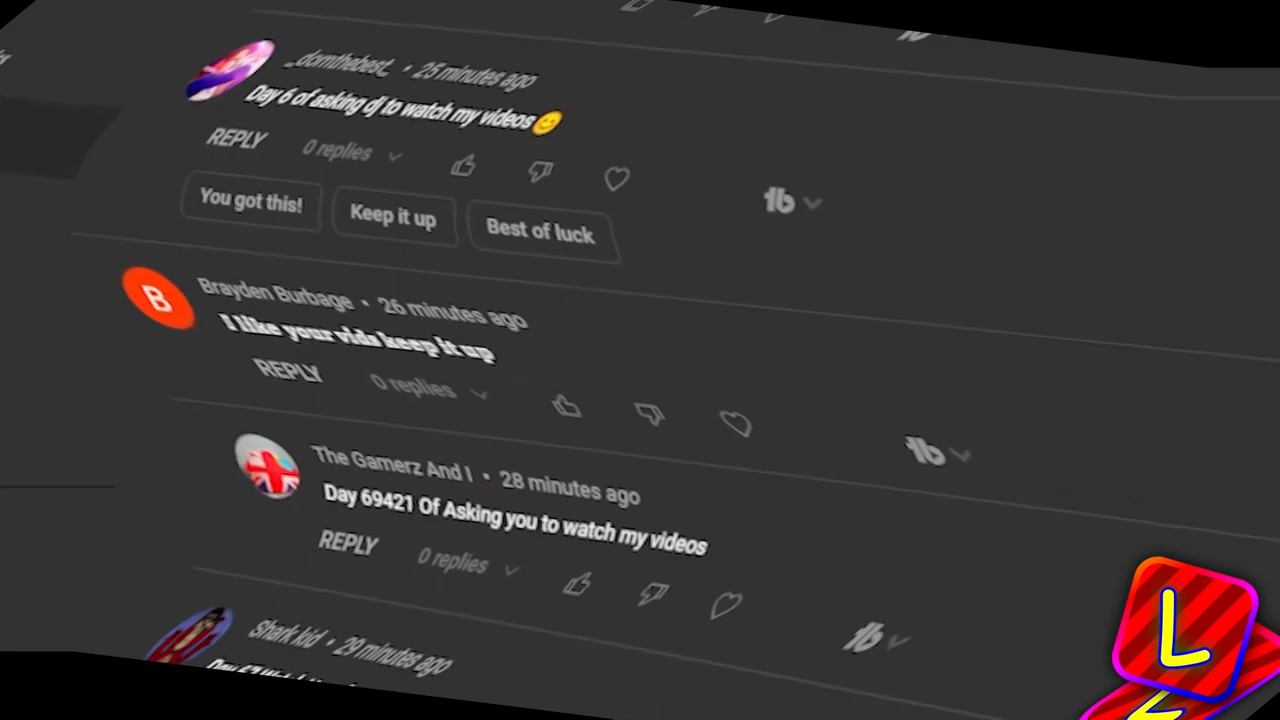 _domthebest_ • 25 minutes ago
Day 6 of asking dj to watch my videos
REPLY 0 replies
You got this! Keep it up Best of luck
B
Brayden Burbage • 26 minutes ago
I like your vids keep it up
REPLY 0 replies
The Gamerz And I • 28 minutes ago
Day 69421 Of Asking you to watch my videos
REPLY 0 replies
Shark kid • 29 minutes ago
L